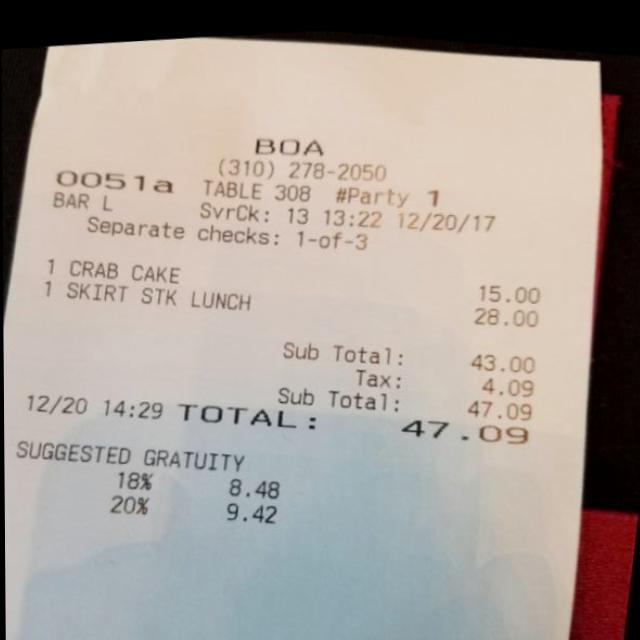 BOA
(310) 278-2050
0051a TABLE 308 #Party 1
BAR L SvrCk: 13 13:22 12/20/17
Separate checks: 1-of-3
1 CRAB CAKE 15.00
1 SKIRT STK LUNCH 28.00
Sub Total: 43.00
Tax: 4.09
Sub Total: 47.09
12/20 14:29 TOTAL: 47.09
SUGGESTED GRATUITY
18% 8.48
20% 9.42